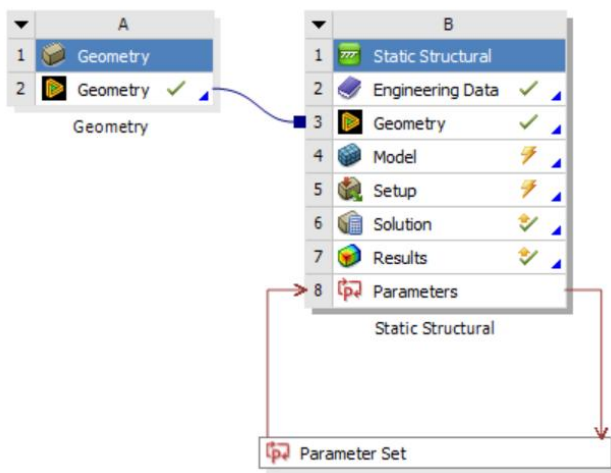 A
1 Geometry
2 Geometry
Geometry
B
1 Static Structural
2 Engineering Data
3 Geometry
4 Model
5 Setup
6 Solution
7 Results
8 Parameters
Static Structural
Parameter Set